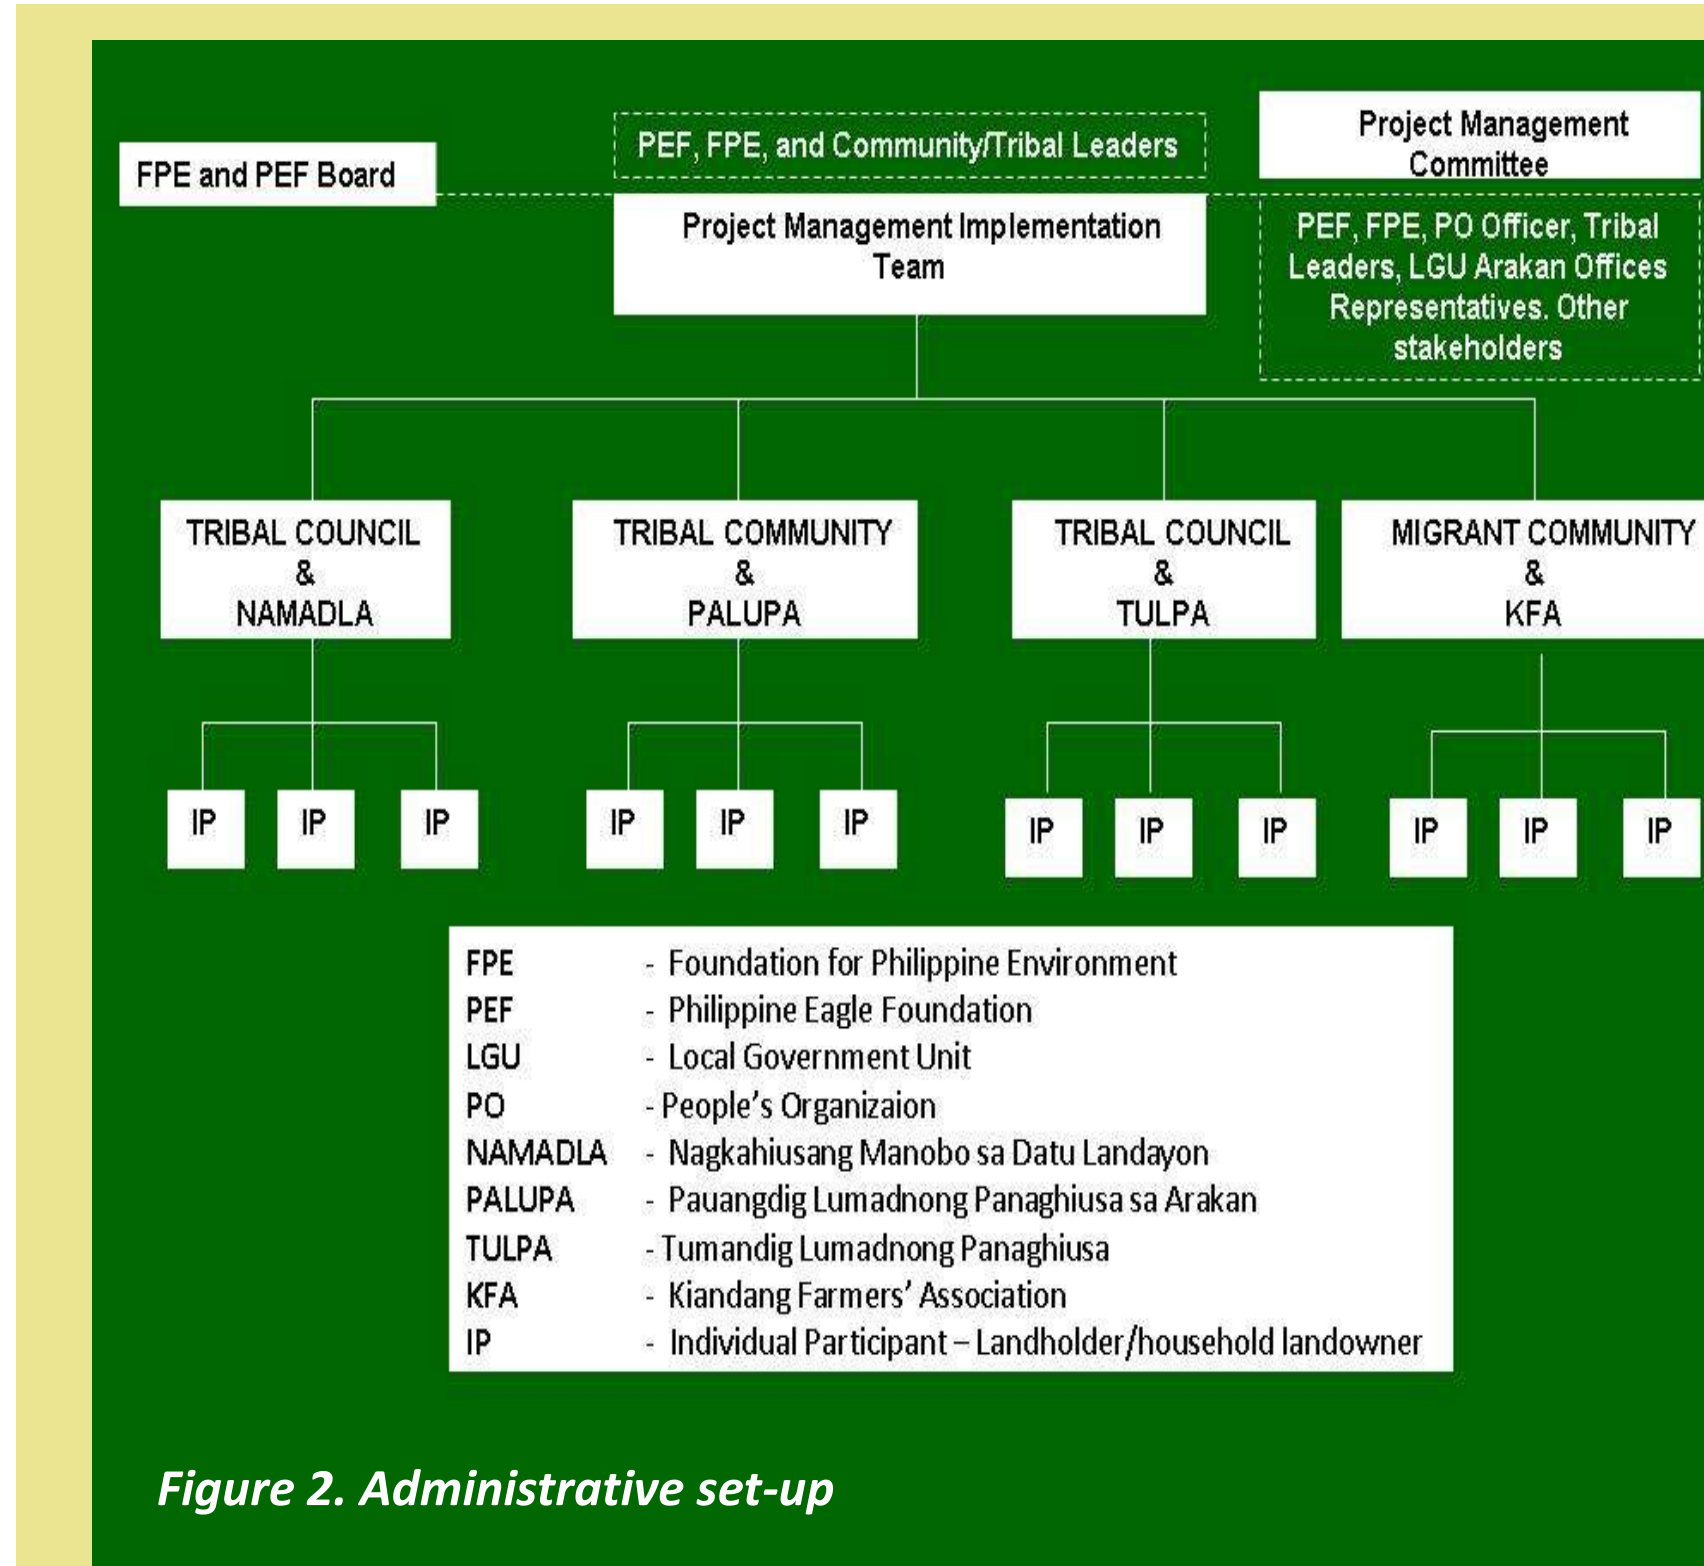 FPE and PEF Board
PEF, FPE, and Community/Tribal Leaders
Project Management Implementation
Team
Project Management
Committee
PEF, FPE, PO Officer, Tribal
Leaders, LGU Arakan Offices
Representatives. Other
stakeholders
TRIBAL COUNCIL
&
NAMADLA
TRIBAL COMMUNITY
&
PALUPA
TRIBAL COUNCIL
&
TULPA
MIGRANT COMMUNITY
&
KFA
IP IP IP IP IP IP IP IP IP IP IP IP
FPE - Foundation for Philippine Environment
PEF - Philippine Eagle Foundation
LGU - Local Government Unit
PO - People’s Organizaion
NAMADLA - Nagkahiusang Manobo sa Datu Landayon
PALUPA - Pauangdig Lumadnong Panaghiusa sa Arakan
TULPA - Tumandig Lumadnong Panaghiusa
KFA - Kiandang Farmers’ Association
IP - Individual Participant – Landholder/household landowner
Figure 2. Administrative set-up